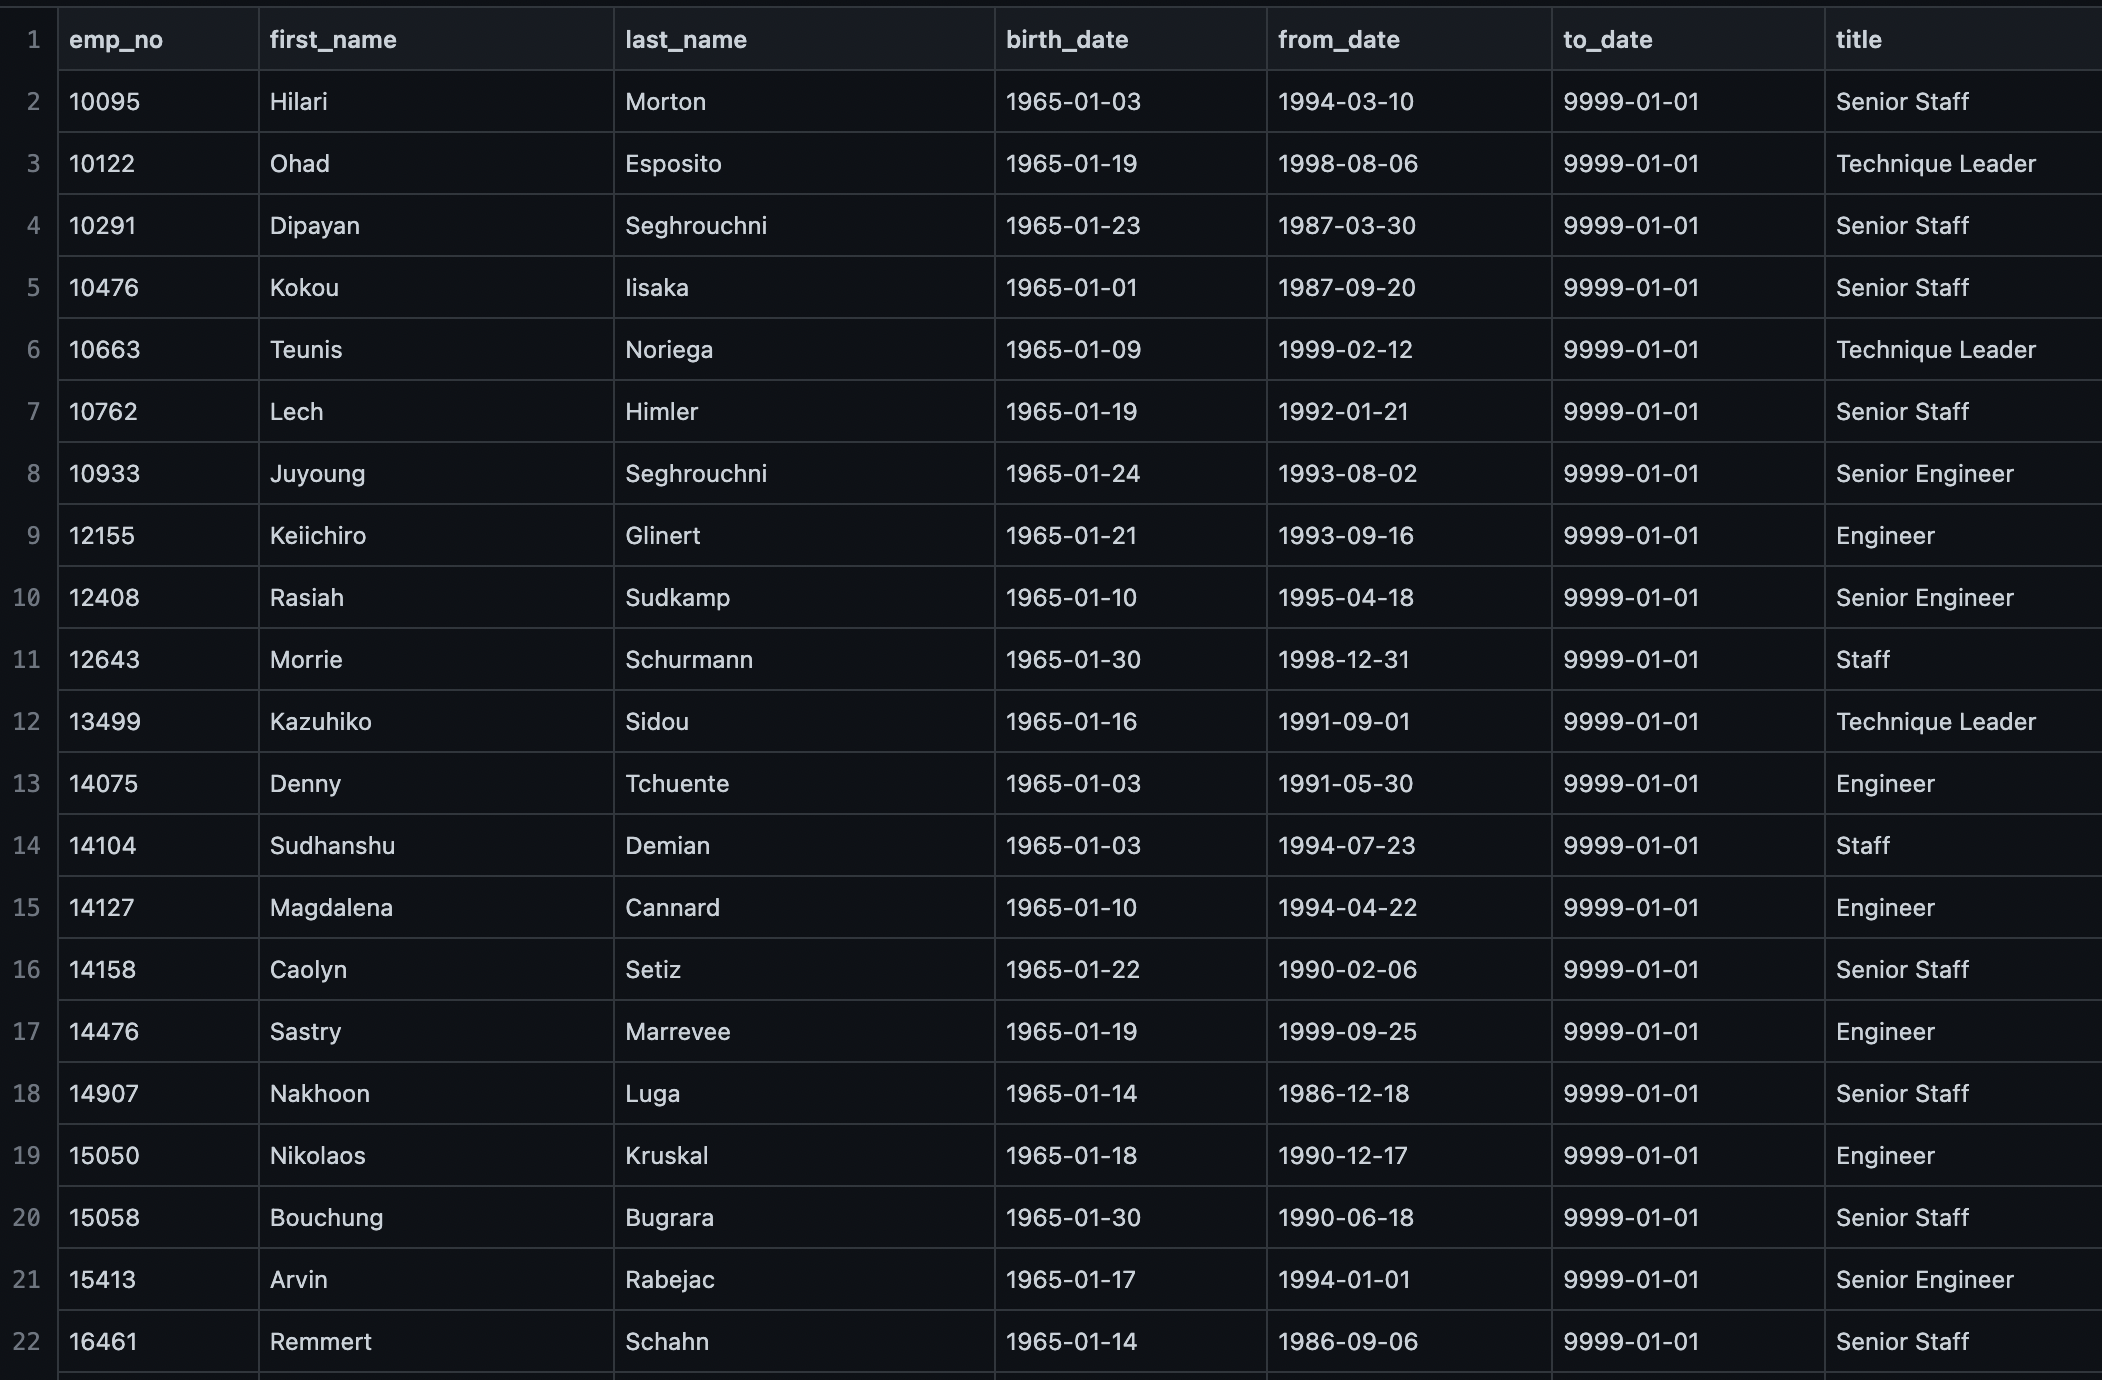 1 emp_no first_name last_name birth_date from_date to_date title
2 10095 Hilari Morton 1965-01-03 1994-03-10 9999-01-01 Senior Staff
3 10122 Ohad Esposito 1965-01-19 1998-08-06 9999-01-01 Technique Leader
4 10291 Dipayan Seghrouchni 1965-01-23 1987-03-30 9999-01-01 Senior Staff
5 10476 Kokou Iisaka 1965-01-01 1987-09-20 9999-01-01 Senior Staff
6 10663 Teunis Noriega 1965-01-09 1999-02-12 9999-01-01 Technique Leader
7 10762 Lech Himler 1965-01-19 1992-01-21 9999-01-01 Senior Staff
8 10933 Juyoung Seghrouchni 1965-01-24 1993-08-02 9999-01-01 Senior Engineer
9 12155 Keiichiro Glinert 1965-01-21 1993-09-16 9999-01-01 Engineer
10 12408 Rasiah Sudkamp 1965-01-10 1995-04-18 9999-01-01 Senior Engineer
11 12643 Morrie Schurmann 1965-01-30 1998-12-31 9999-01-01 Staff
12 13499 Kazuhiko Sidou 1965-01-16 1991-09-01 9999-01-01 Technique Leader
13 14075 Denny Tchuente 1965-01-03 1991-05-30 9999-01-01 Engineer
14 14104 Sudhanshu Demian 1965-01-03 1994-07-23 9999-01-01 Staff
15 14127 Magdalena Cannard 1965-01-10 1994-04-22 9999-01-01 Engineer
16 14158 Caolyn Setiz 1965-01-22 1990-02-06 9999-01-01 Senior Staff
17 14476 Sastry Marrevee 1965-01-19 1999-09-25 9999-01-01 Engineer
18 14907 Nakhoon Luga 1965-01-14 1986-12-18 9999-01-01 Senior Staff
19 15050 Nikolaos Kruskal 1965-01-18 1990-12-17 9999-01-01 Engineer
20 15058 Bouchung Bugrara 1965-01-30 1990-06-18 9999-01-01 Senior Staff
21 15413 Arvin Rabejac 1965-01-17 1994-01-01 9999-01-01 Senior Engineer
22 16461 Remmert Schahn 1965-01-14 1986-09-06 9999-01-01 Senior Staff